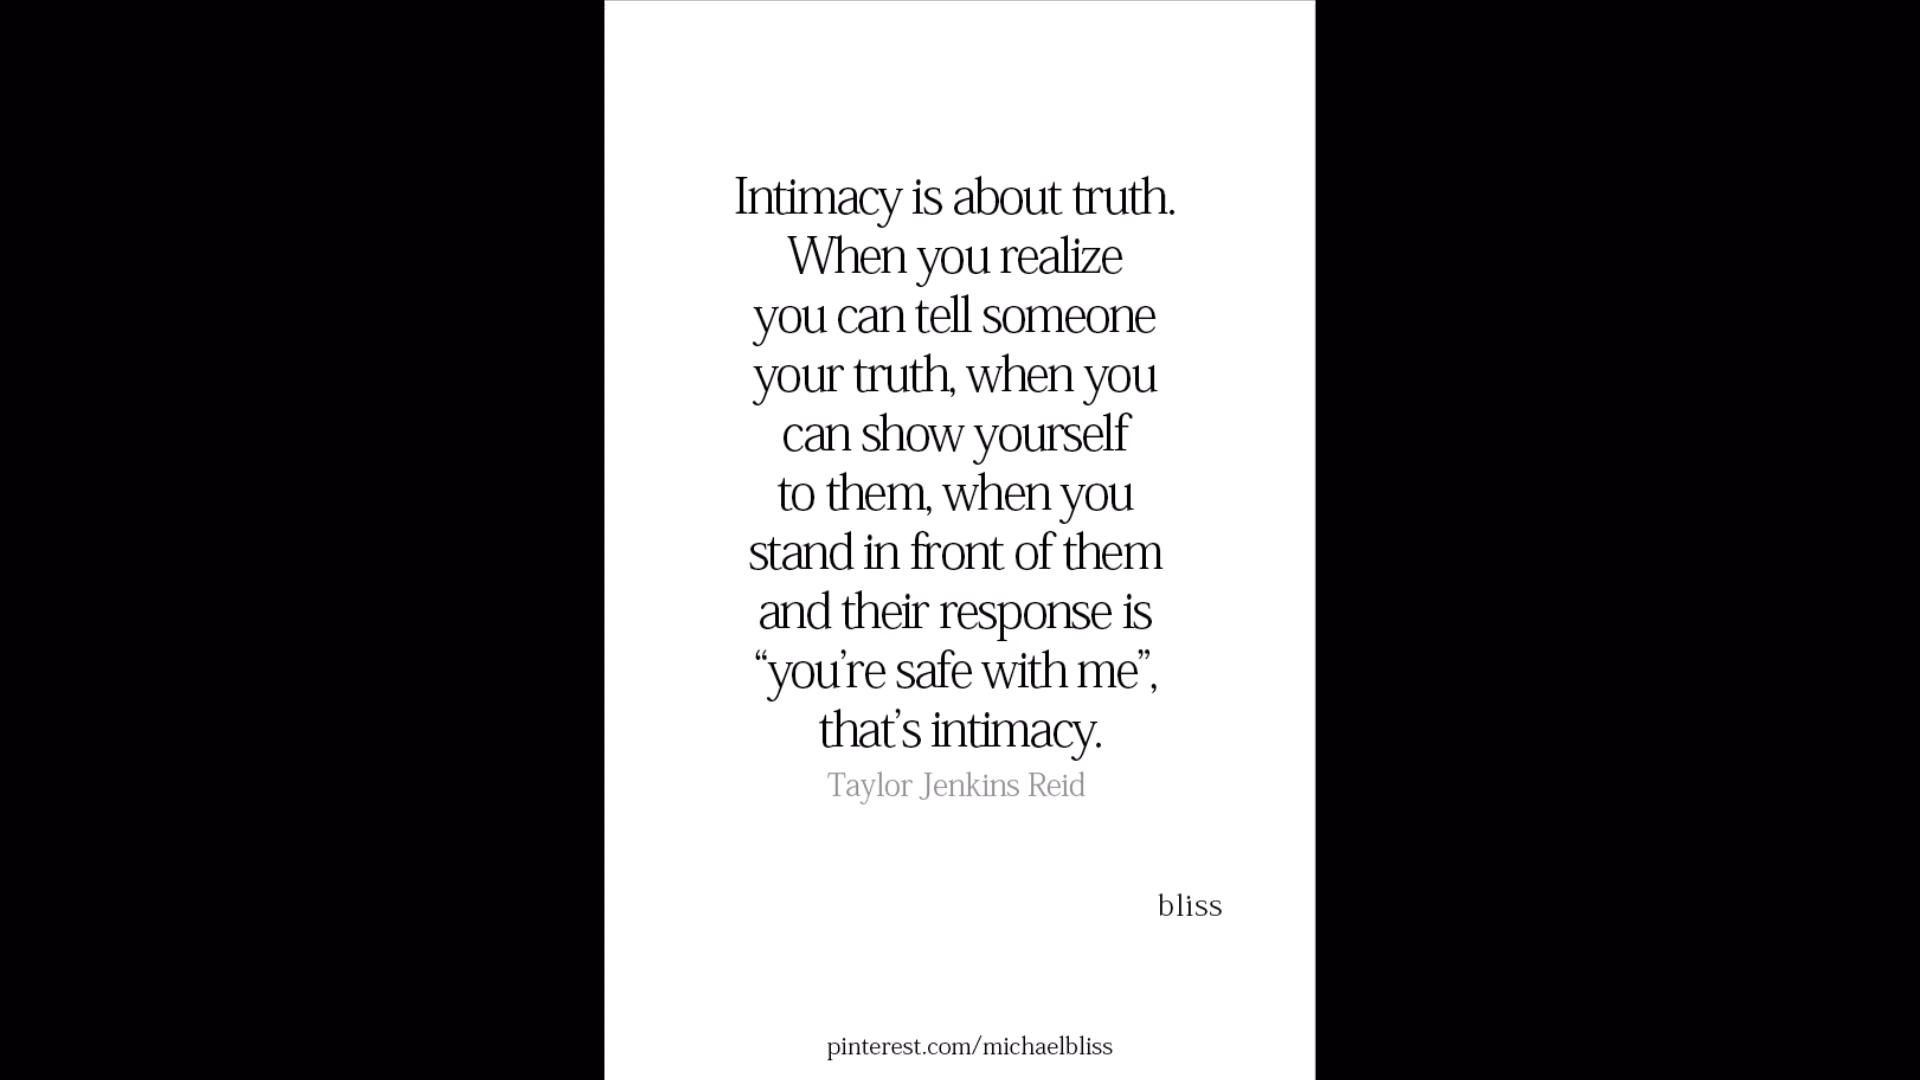 Intimacy is about truth.
When you realize
you can tell someone
your truth, when you
can show yourself
to them, when you
stand in front of them
and their response is
“you’re safe with me”,
that’s intimacy.
Taylor Jenkins Reid
bliss
pinterest.com/michaelbliss